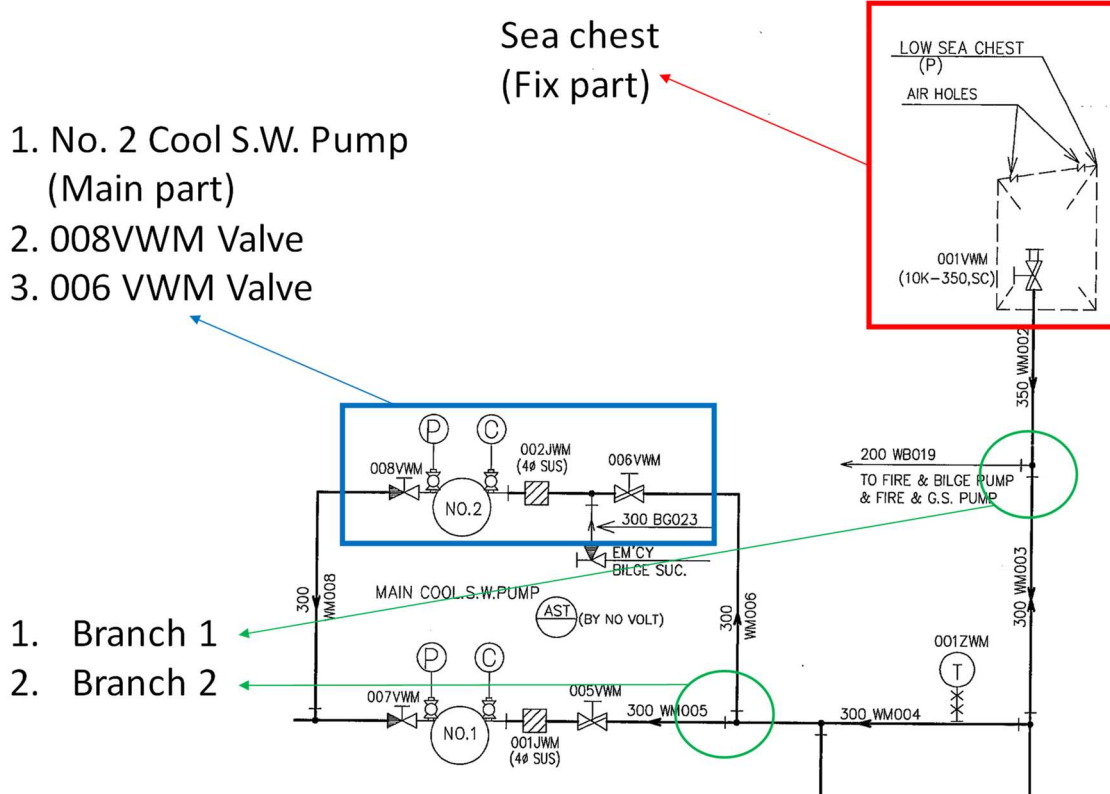 Sea chest
(Fix part)
LOW SEA CHEST
(P)
AIR HOLES
001VWM
(10K-350,SC)
1. No. 2 Cool S.W. Pump
(Main part)
2. 008VWM Valve
3. 006 VWM Valve
350 WM002
P
C
002JWM
(4ø SUS)
008VWM
006VWM
NO.2
200 WB019
TO FIRE & BILGE PUMP
& FIRE & G.S. PUMP
300 BG023
EM'CY
BILGE SUC.
300
WM008
MAIN COOL.S.W.PUMP
AST
(BY NO VOLT)
300
WM006
300 WM003
1. Branch 1
2. Branch 2
001ZWM
T
P
C
007VWM
005VWM
300 WM005
300 WM004
NO.1
001JWM
(4ø SUS)